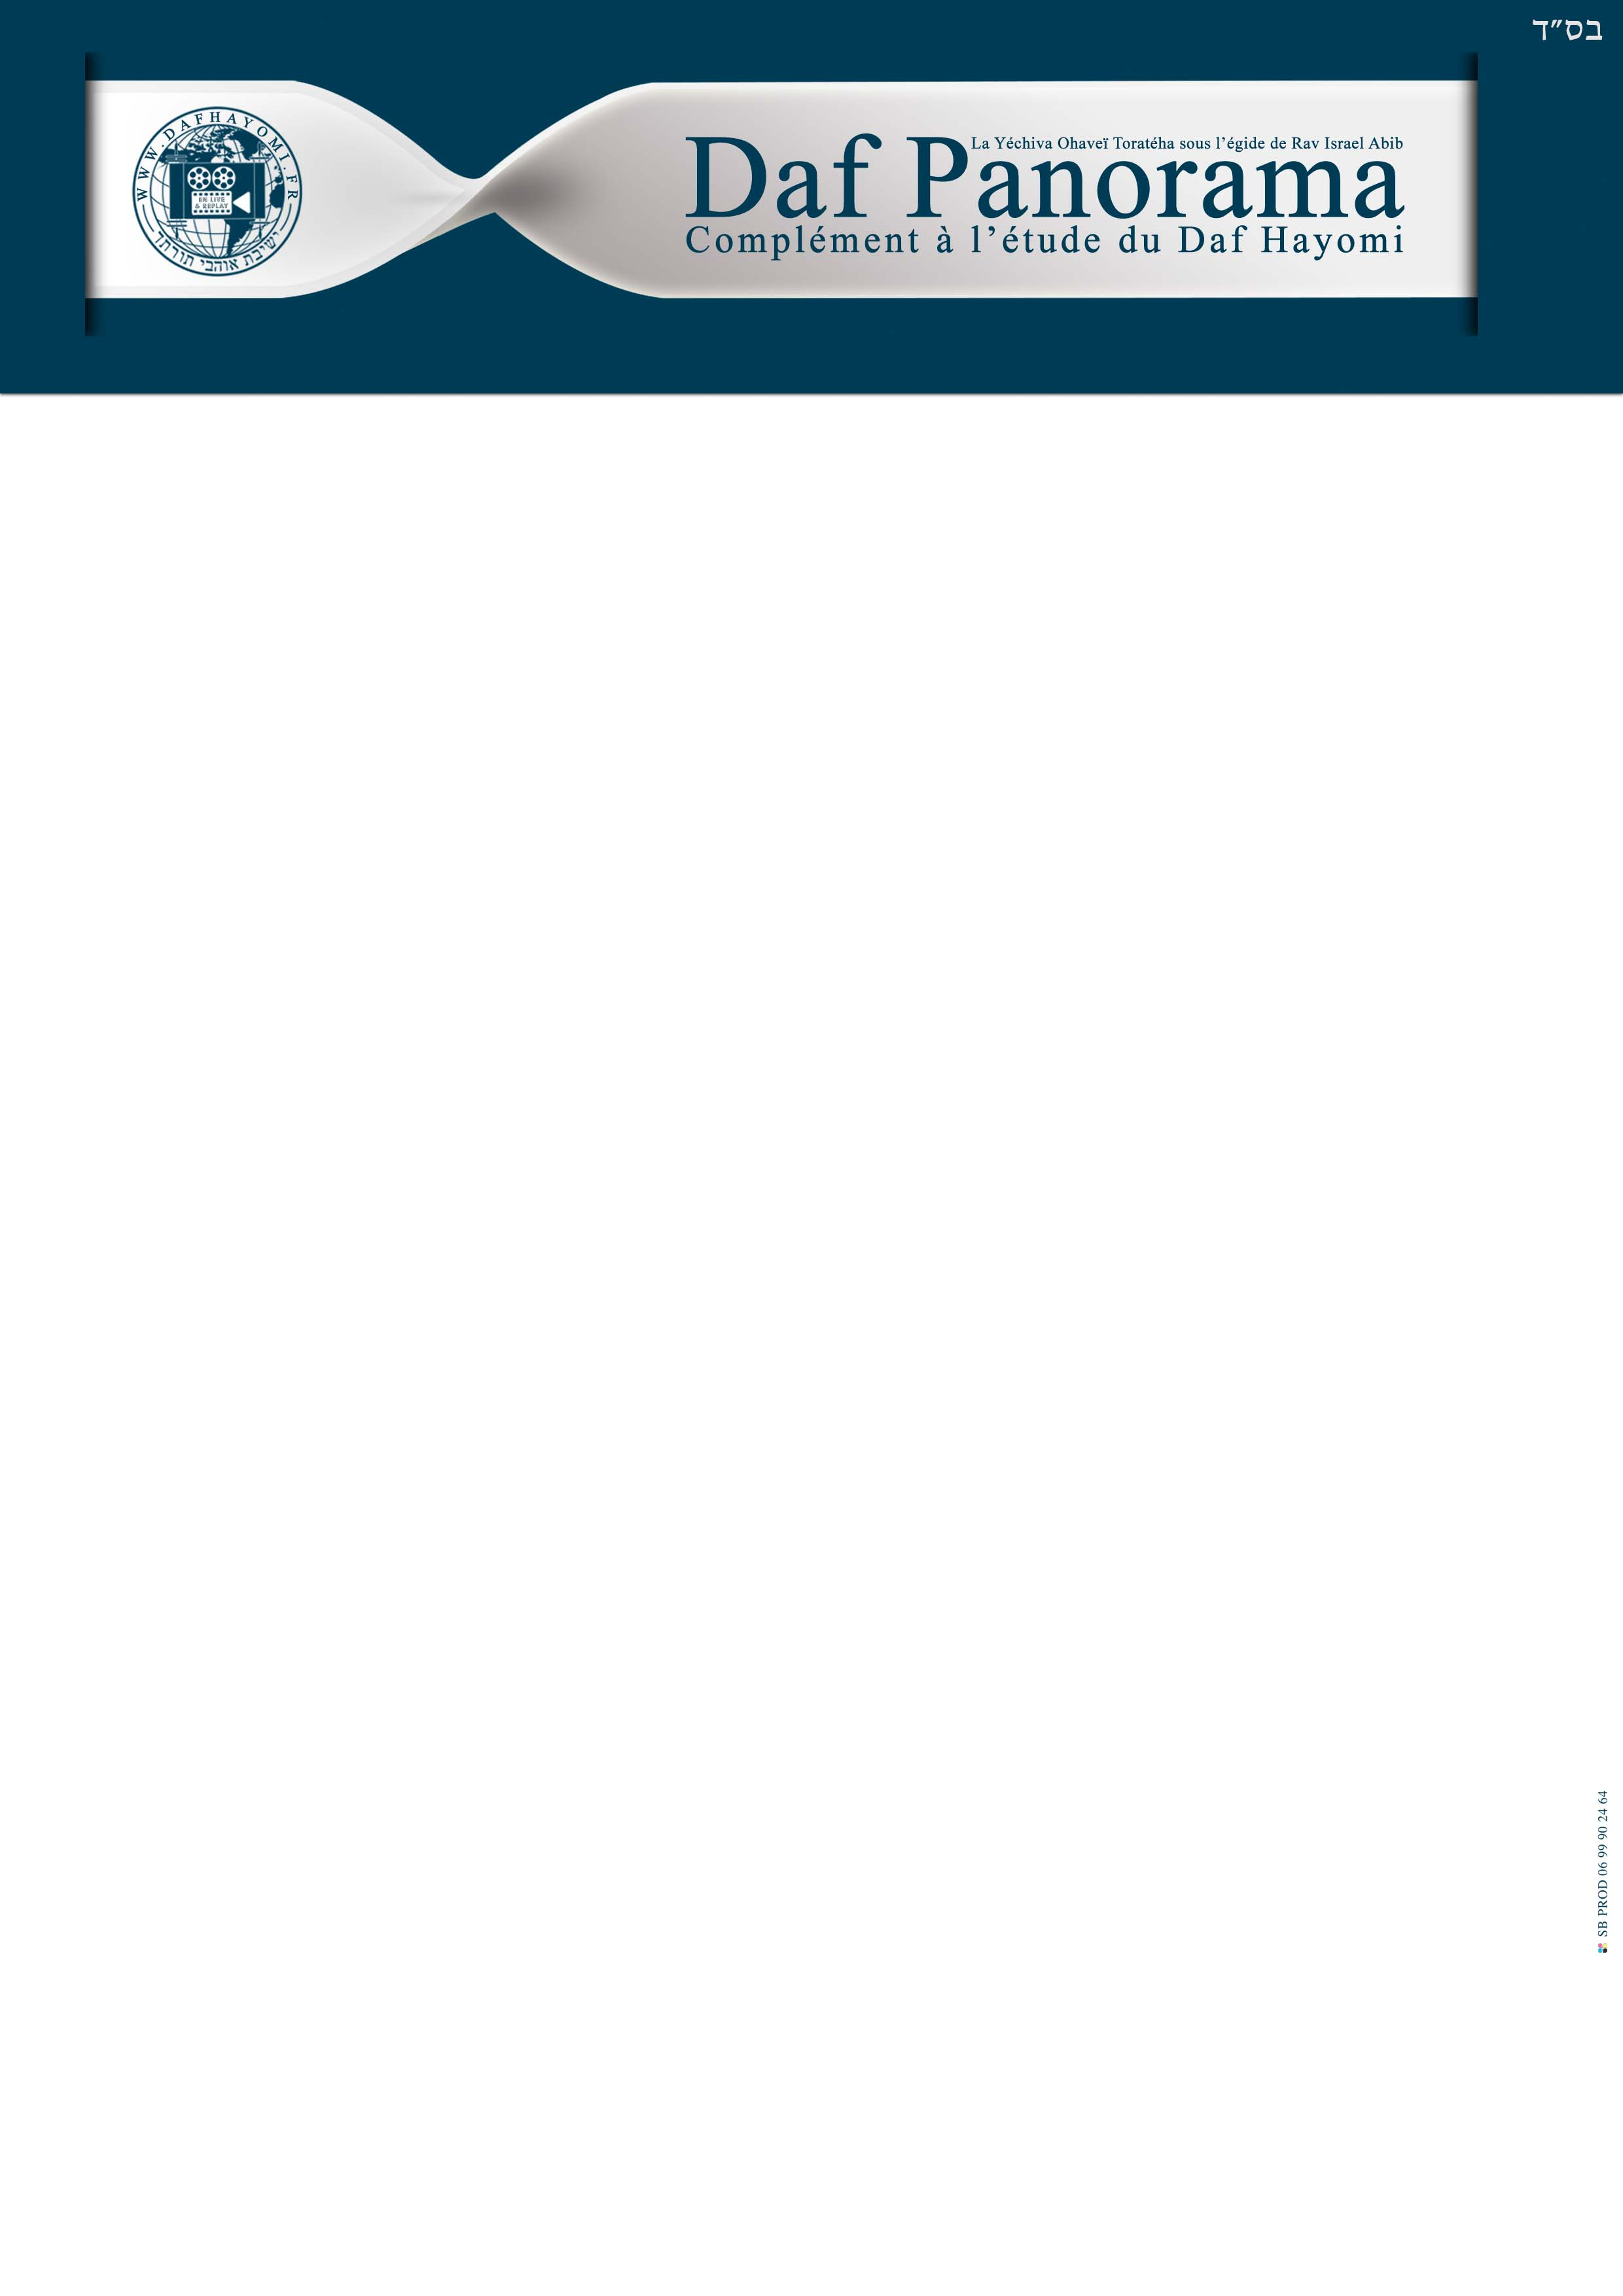 בס״ד
WWW.DAFHAYOMI.FR
EN LIVE
& REPLAY
ישיבת אוהבי תורתך
La Yéchiva Ohaveï Toratéha sous l’égide de Rav Israel Abib
Daf Panorama
Complément à l’étude du Daf Hayomi
SB PROD 06 99 90 24 64